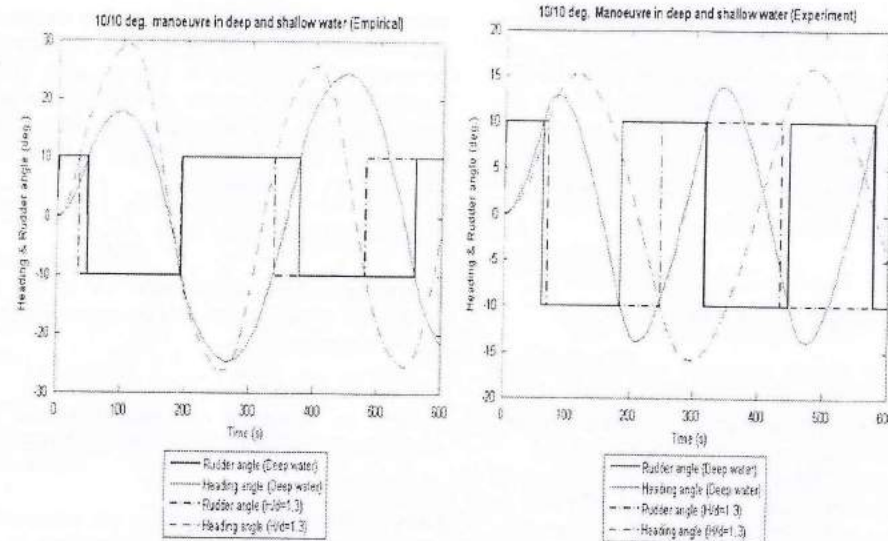 10/10 deg. manoeuvre in deep and shallow water (Empirical)
30
20
10
0
-10
-20
-30
Heading & Rudder angle (deg.)
0 100 200 300 400 500 600
Time (s)
Rudder angle (Deep water)
Heading angle (Deep water)
Rudder angle (H/d=1.3)
Heading angle (H/d=1.3)
10/10 deg. Manoeuvre in deep and shallow water (Experiment)
20
15
10
5
0
-5
-10
-15
-20
Heading & Rudder angle (deg.)
0 100 200 300 400 500 600
Time (s)
Rudder angle (Deep water)
Heading angle (Deep water)
Rudder angle (H/d=1.3)
Heading angle (H/d=1.3)